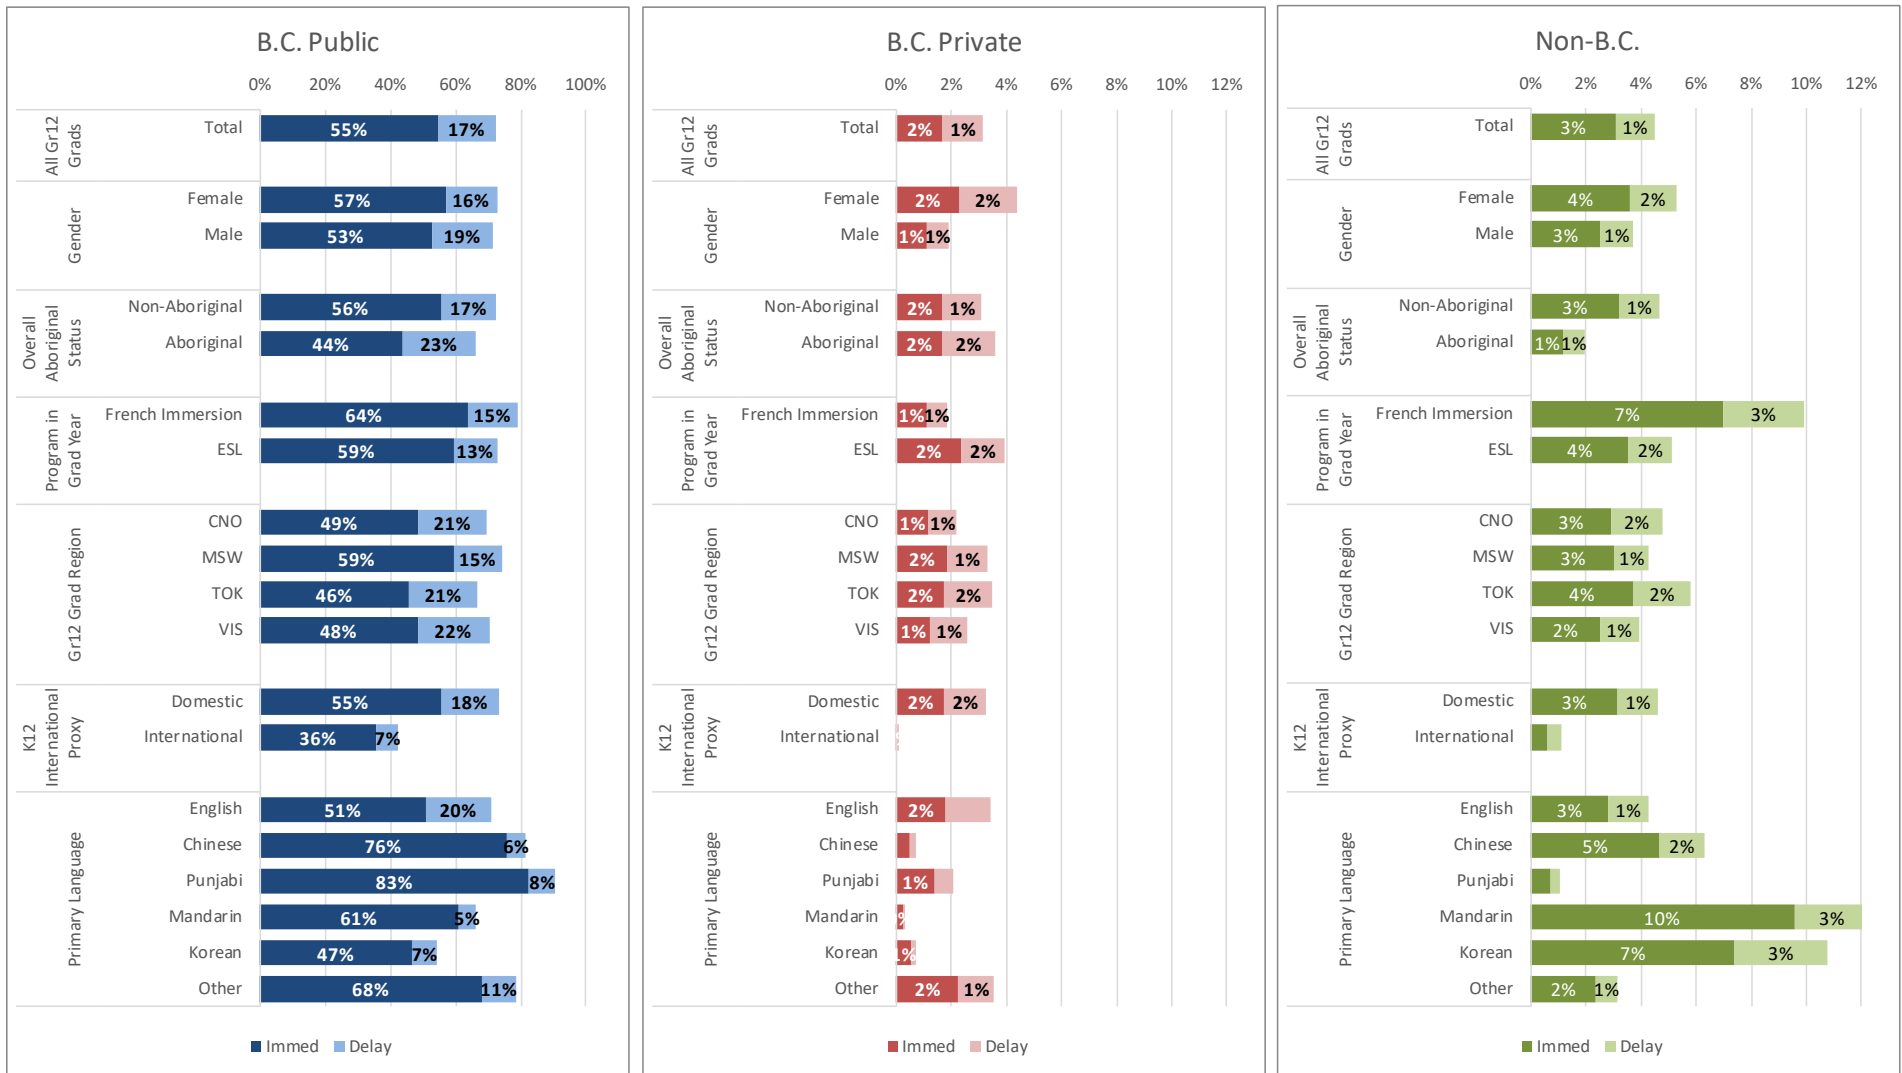 B.C. Public
0% 20% 40% 60% 80% 100%
All Gr12
Grads
Total 55% 17%
Gender
Female 57% 16%
Male 53% 19%
Overall
Aboriginal
Status
Non-Aboriginal 56% 17%
Aboriginal 44% 23%
Program in
Grad Year
French Immersion 64% 15%
ESL 59% 13%
Gr12 Grad Region
CNO 49% 21%
MSW 59% 15%
TOK 46% 21%
VIS 48% 22%
K12
International
Proxy
Domestic 55% 18%
International 36% 7%
Primary Language
English 51% 20%
Chinese 76% 6%
Punjabi 83% 8%
Mandarin 61% 5%
Korean 47% 7%
Other 68% 11%
Immed Delay
B.C. Private
0% 2% 4% 6% 8% 10% 12%
All Gr12
Grads
Total 2% 1%
Gender
Female 2% 2%
Male 1% 1%
Overall
Aboriginal
Status
Non-Aboriginal 2% 1%
Aboriginal 2% 2%
Program in
Grad Year
French Immersion 1% 1%
ESL 2% 2%
Gr12 Grad Region
CNO 1% 1%
MSW 2% 1%
TOK 2% 2%
VIS 1% 1%
K12
International
Proxy
Domestic 2% 2%
International
Primary Language
English 2%
Chinese
Punjabi 1%
Mandarin
Korean 1%
Other 2% 1%
Immed Delay
Non-B.C.
0% 2% 4% 6% 8% 10% 12%
All Gr12
Grads
Total 3% 1%
Gender
Female 4% 2%
Male 3% 1%
Overall
Aboriginal
Status
Non-Aboriginal 3% 1%
Aboriginal 1% 1%
Program in
Grad Year
French Immersion 7% 3%
ESL 4% 2%
Gr12 Grad Region
CNO 3% 2%
MSW 3% 1%
TOK 4% 2%
VIS 2% 1%
K12
International
Proxy
Domestic 3% 1%
International
Primary Language
English 3% 1%
Chinese 5% 2%
Punjabi
Mandarin 10% 3%
Korean 7% 3%
Other 2% 1%
Immed Delay